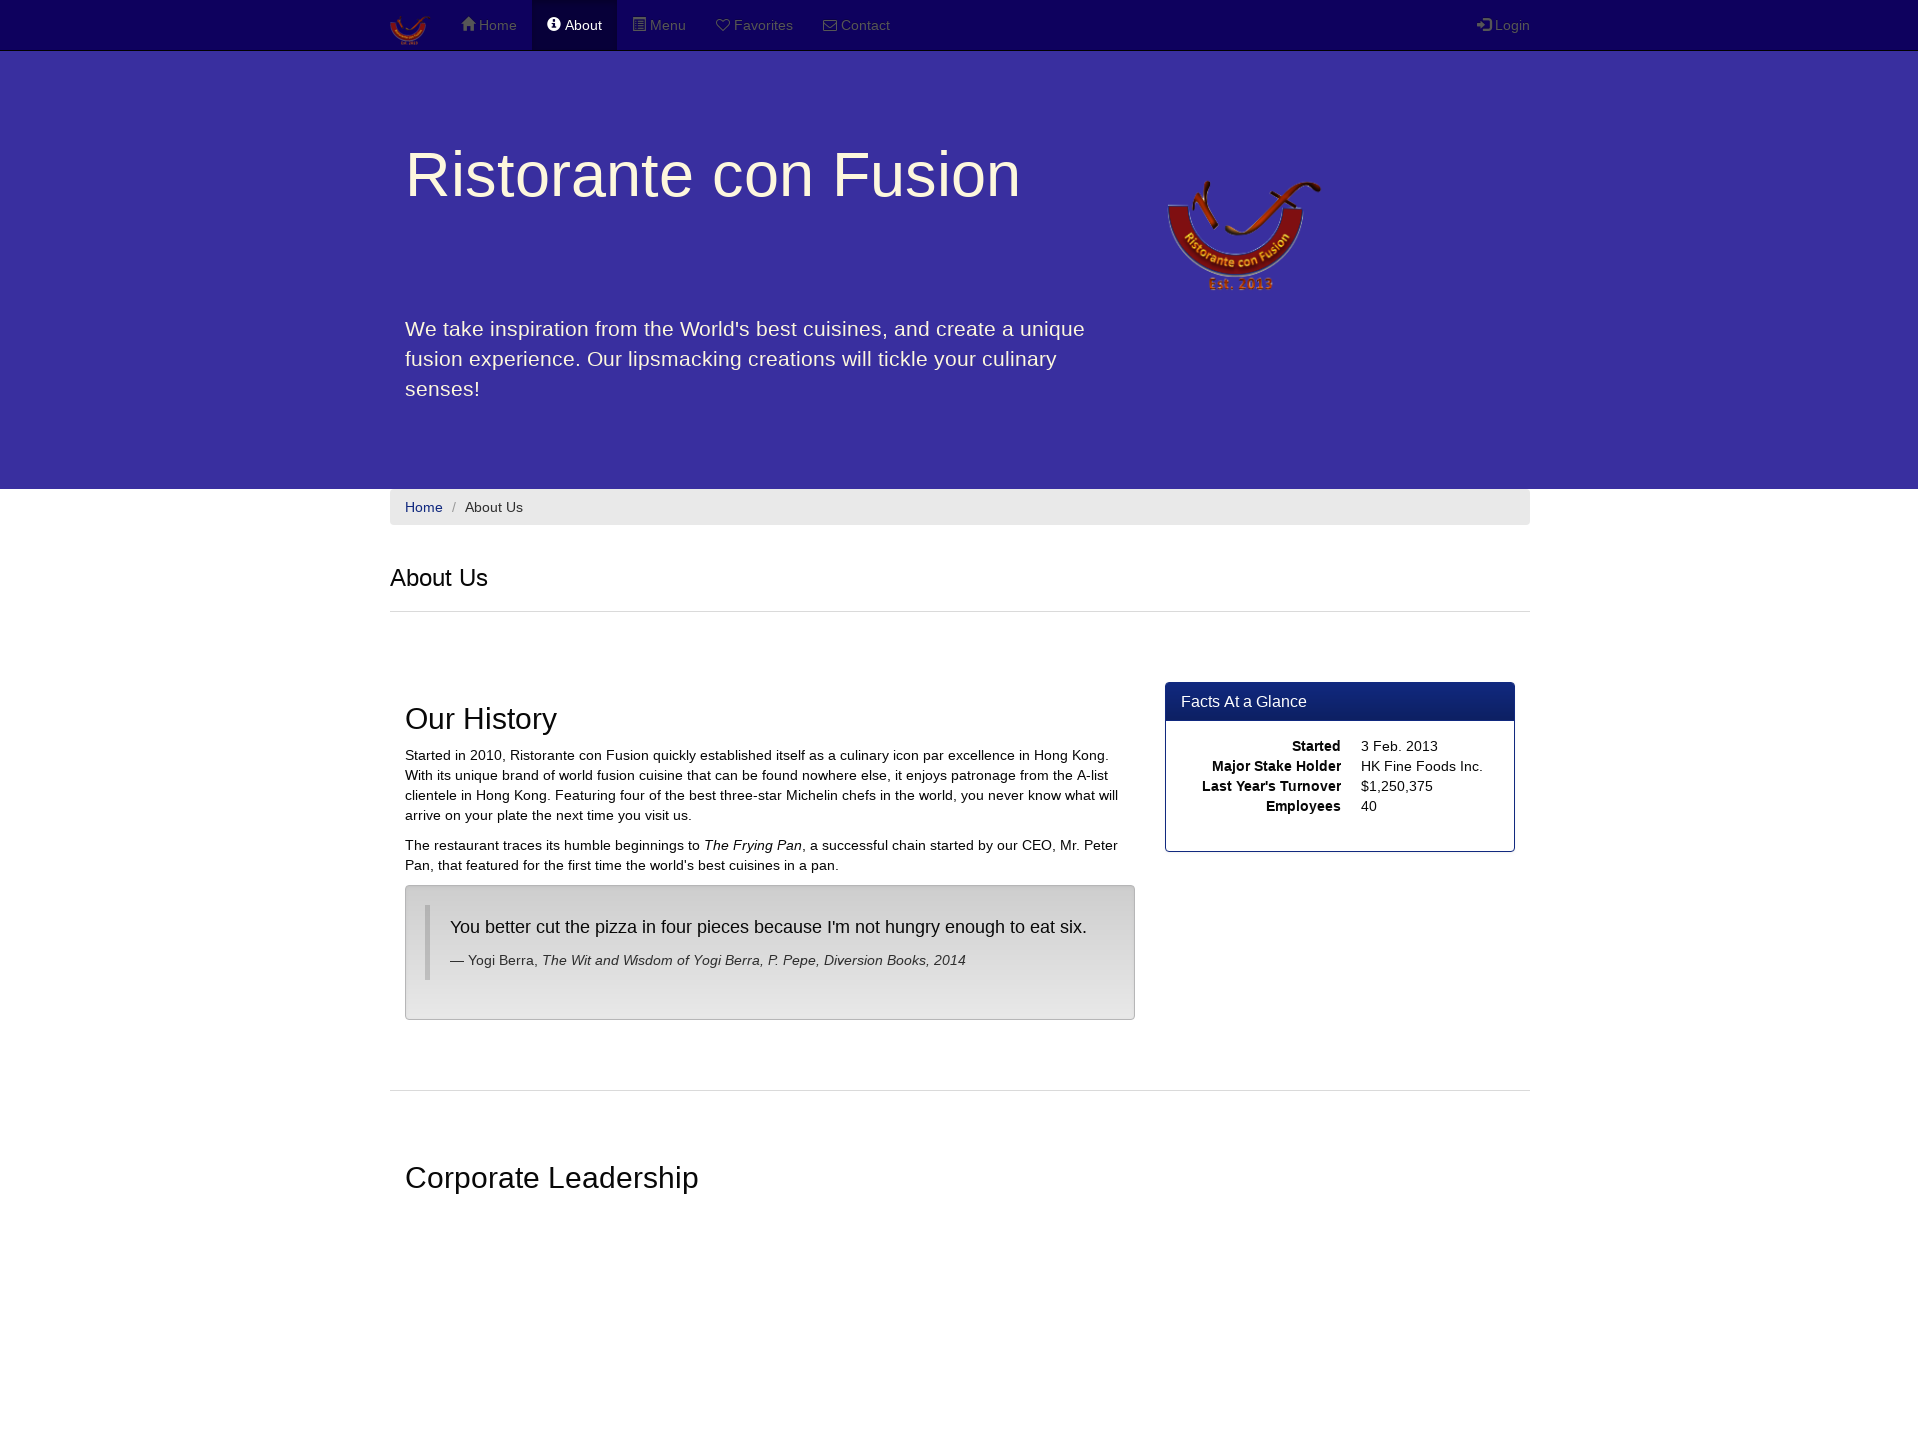 Home About Menu Favorites Contact Login
Ristorante con Fusion
Ristorante con Fusion
Est. 2013
We take inspiration from the World's best cuisines, and create a unique
fusion experience. Our lipsmacking creations will tickle your culinary
senses!
Home / About Us
About Us
Our History
Started in 2010, Ristorante con Fusion quickly established itself as a culinary icon par excellence in Hong Kong.
With its unique brand of world fusion cuisine that can be found nowhere else, it enjoys patronage from the A-list
clientele in Hong Kong. Featuring four of the best three-star Michelin chefs in the world, you never know what will
arrive on your plate the next time you visit us.
The restaurant traces its humble beginnings to The Frying Pan, a successful chain started by our CEO, Mr. Peter
Pan, that featured for the first time the world's best cuisines in a pan.
You better cut the pizza in four pieces because I'm not hungry enough to eat six.
— Yogi Berra, The Wit and Wisdom of Yogi Berra, P. Pepe, Diversion Books, 2014
Facts At a Glance
Started 3 Feb. 2013
Major Stake Holder HK Fine Foods Inc.
Last Year's Turnover $1,250,375
Employees 40
Corporate Leadership